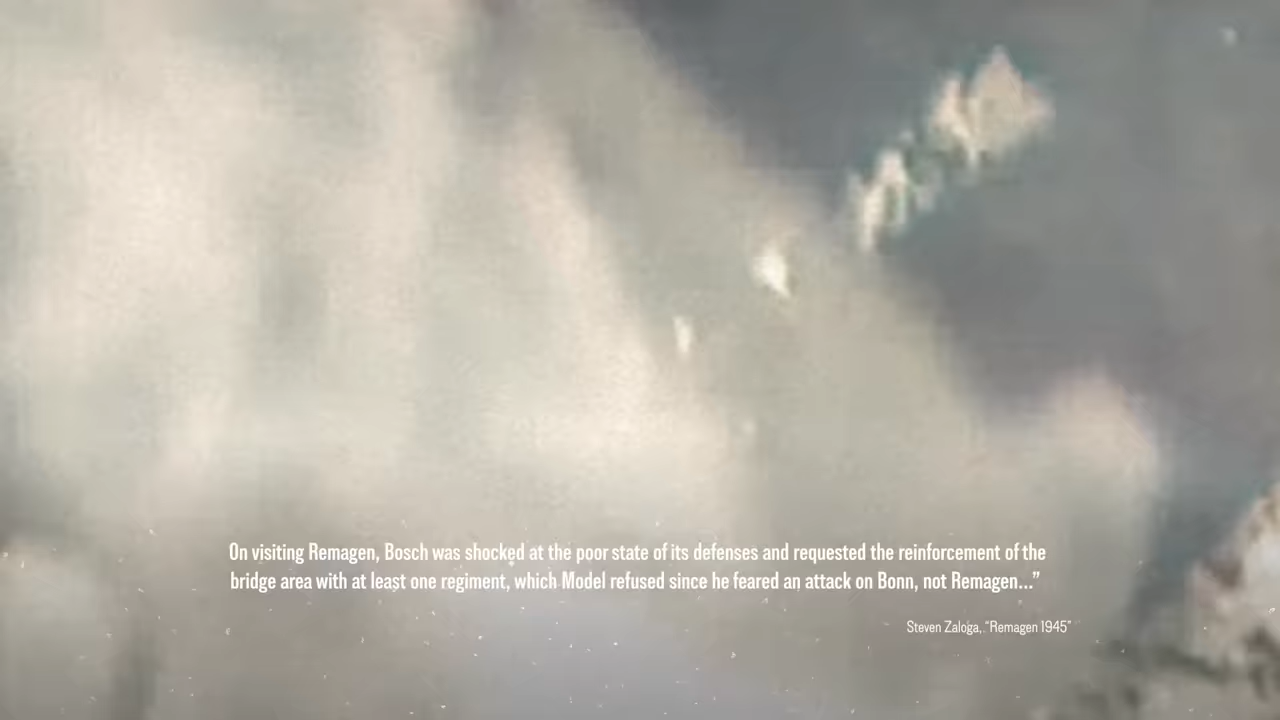 On visiting Remagen, Bosch was shocked at the poor state of its defenses and requested the reinforcement of the
bridge area with at least one regiment, which Model refused since he feared an attack on Bonn, not Remagen...”
Steven Zaloga, “Remagen 1945”